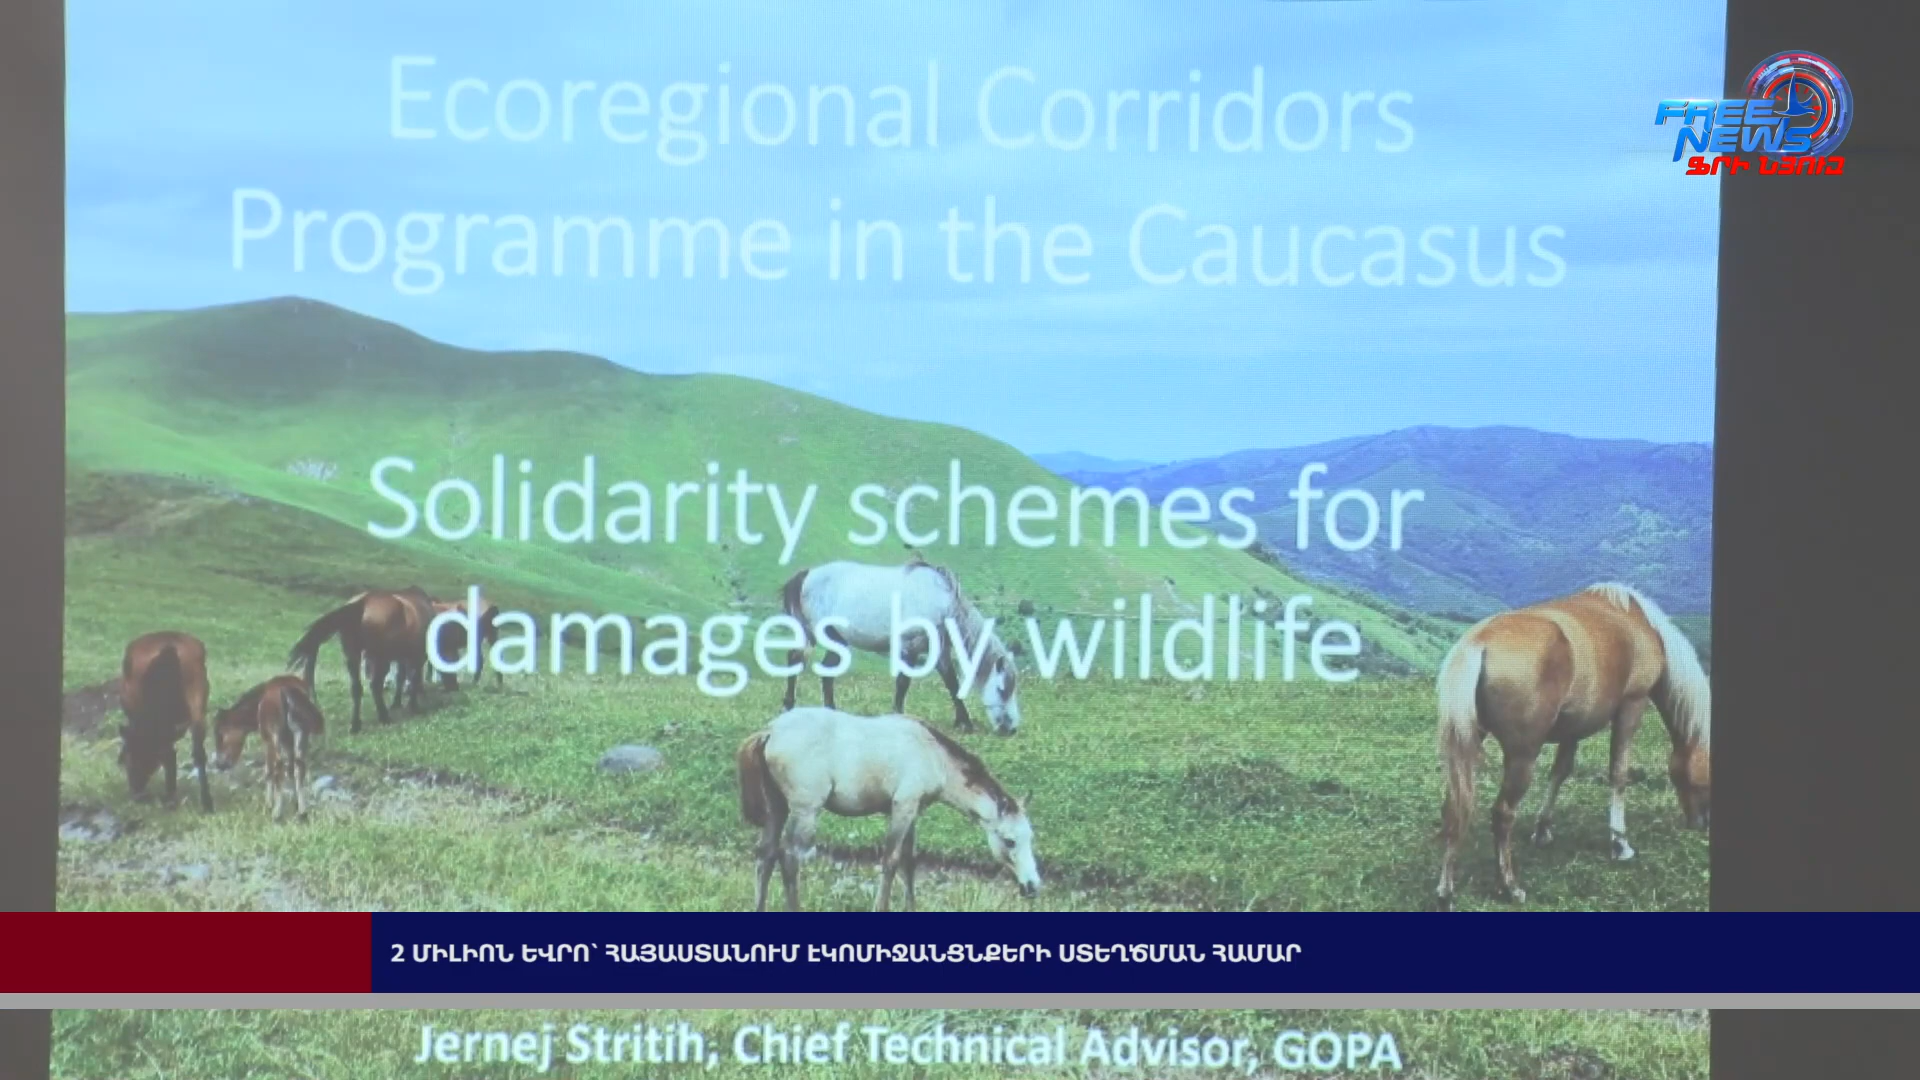 Ecoregional Corridors
Programme in the Caucasus
FREE
NEWS
ՖՐԻ ՆՅՈՒԶ
Solidarity schemes for
damages by wildlife
2 ՄԻԼԻՈՆ ԵՎՐՈ՝ ՀԱՅԱՍՏԱՆՈՒՄ ԷԿՈՄԻՋԱՆՑՆՔԵՐԻ ՍՏԵՂԾՄԱՆ ՀԱՄԱՐ
Jernej Stritih, Chief Technical Advisor, GOPA